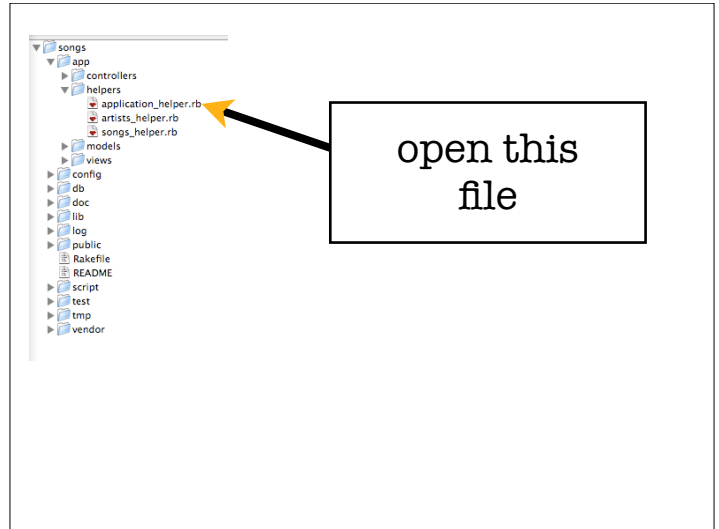 songs
app
controllers
helpers
application_helper.rb
artists_helper.rb
songs_helper.rb
models
views
config
db
doc
lib
log
public
Rakefile
README
script
test
tmp
vendor
open this
file